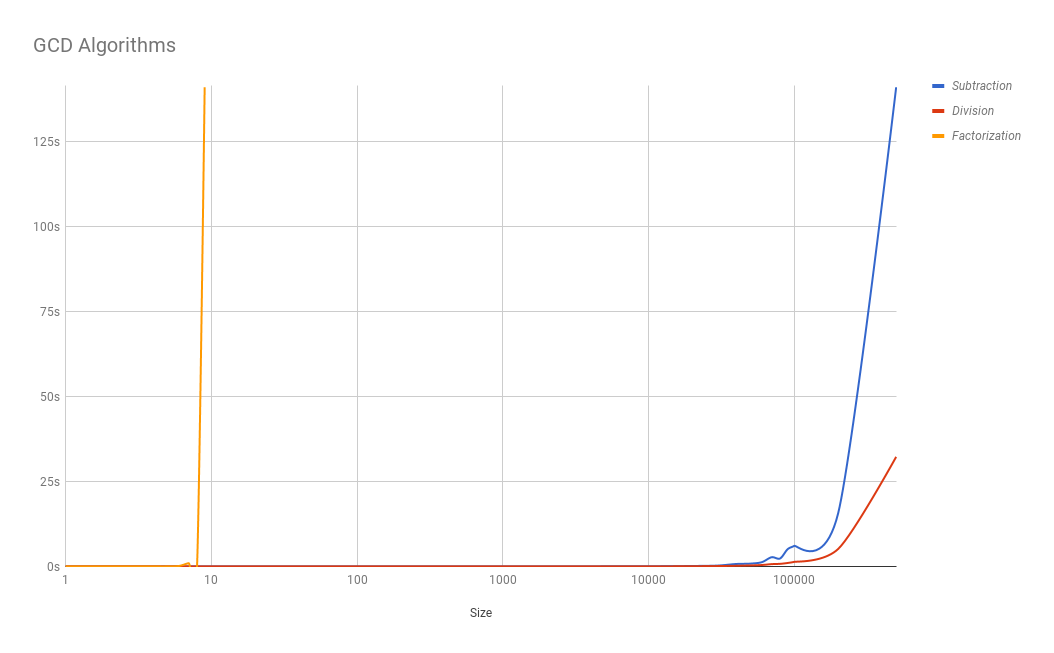 GCD Algorithms
Subtraction
Division
Factorization
125s
100s
75s
50s
25s
0s
1 10 100 1000 10000 100000
Size